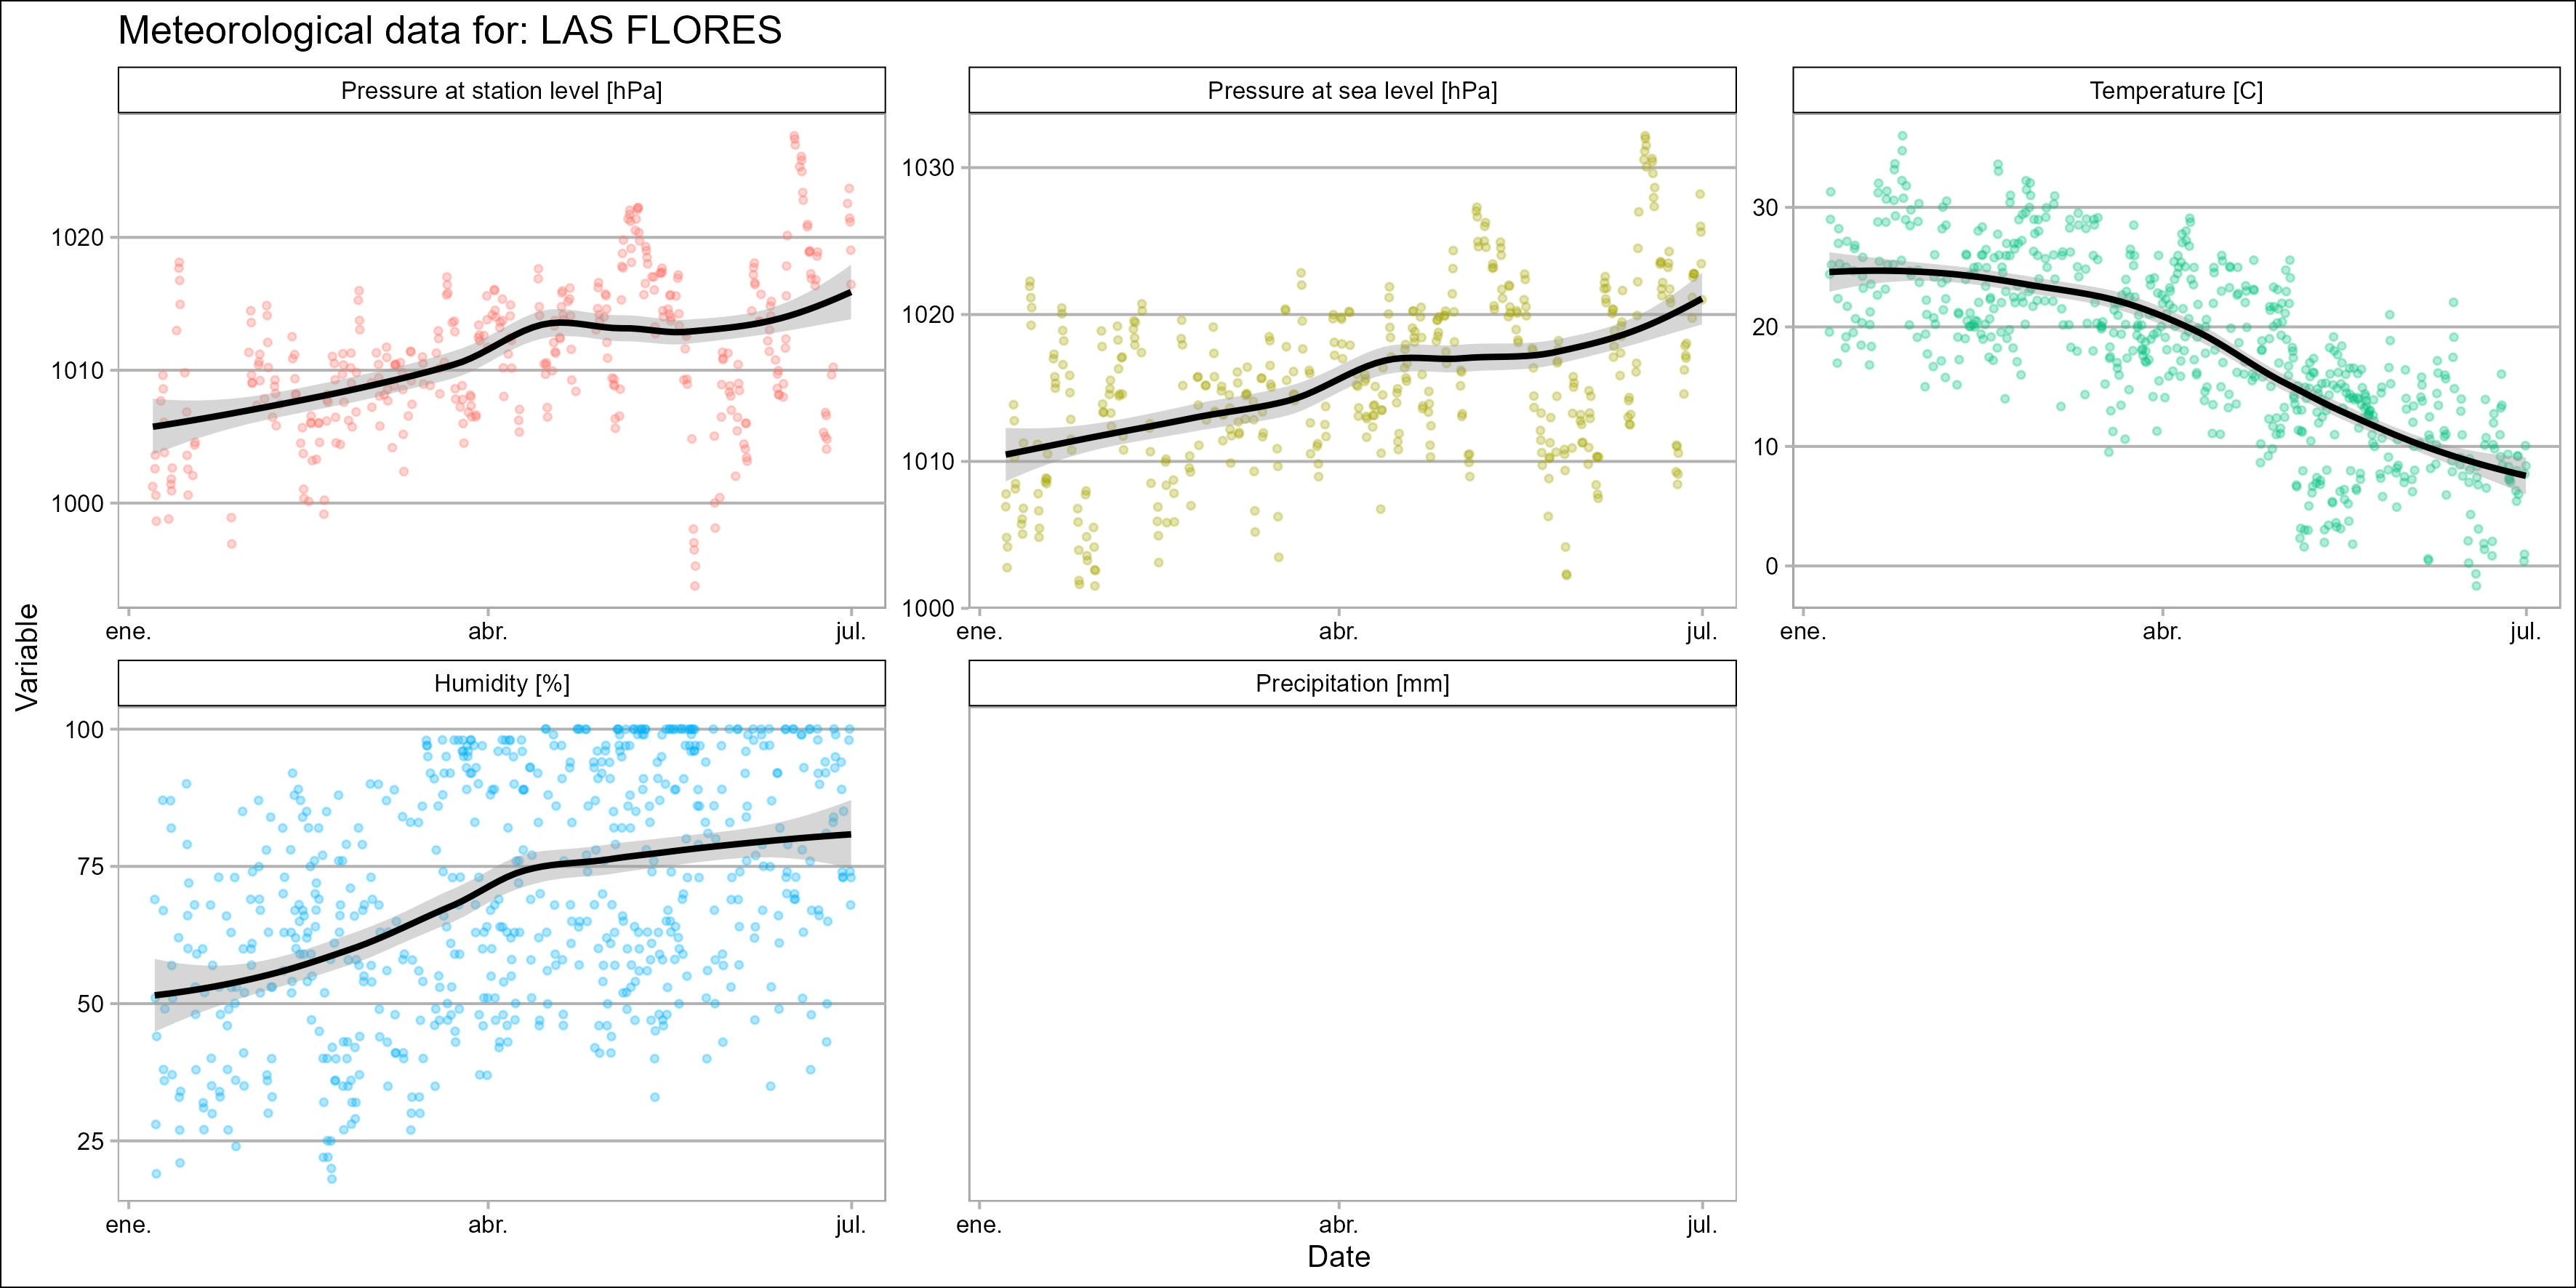 Meteorological data for: LAS FLORES
Pressure at station level [hPa]
Pressure at sea level [hPa]
Temperature [C]
1020
1010
1000
ene.
abr.
jul.
1030
1020
1010
1000
ene.
abr.
jul.
30
20
10
0
ene.
abr.
jul.
Variable
Humidity [%]
Precipitation [mm]
100
75
50
25
ene.
abr.
jul.
ene.
abr.
jul.
Date